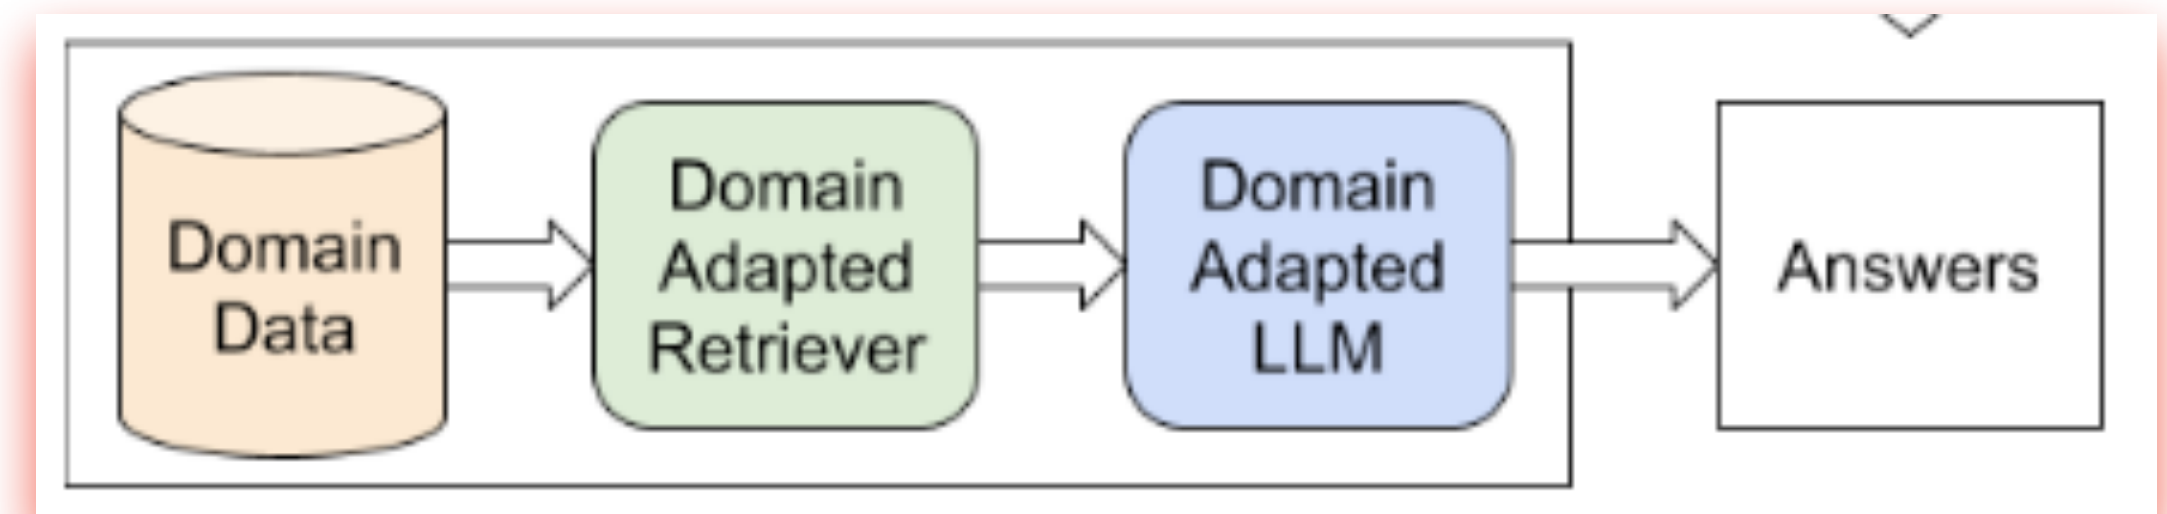 Domain
Data
Domain
Adapted
Retriever
Domain
Adapted
LLM
Answers